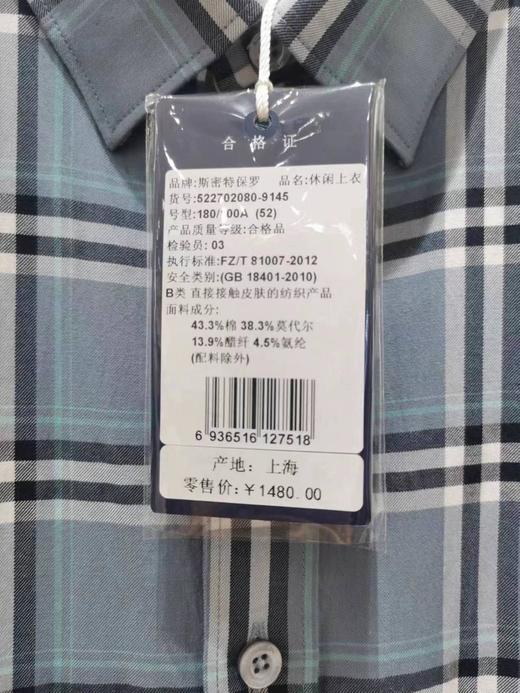 合格证
品牌:斯密特保罗 品名:休闲上衣
货号:522702080-9145
号型:180/100A (52)
产品质量等级:合格品
检验员: 03
执行标准:FZ/T 81007-2012
安全类别:(GB 18401-2010)
B类 直接接触皮肤的纺织产品
面料成分:
43.3%棉 38.3%莫代尔
13.9%醋纤 4.5%氨纶
(配料除外)
6 936516 127518
产地: 上海
零售价:￥1480.00